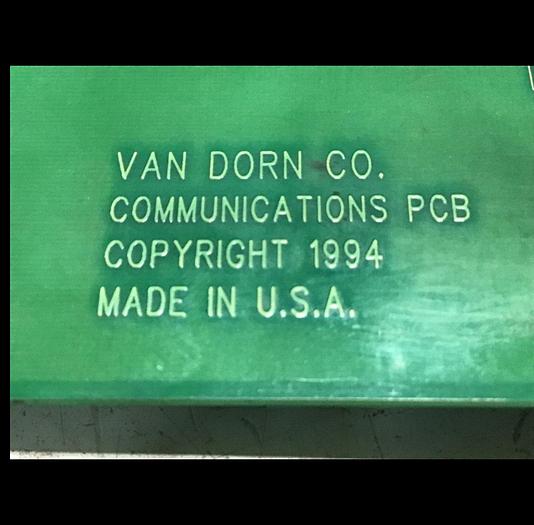 VAN DORN CO.
COMMUNICATIONS PCB
COPYRIGHT 1994
MADE IN U.S.A.